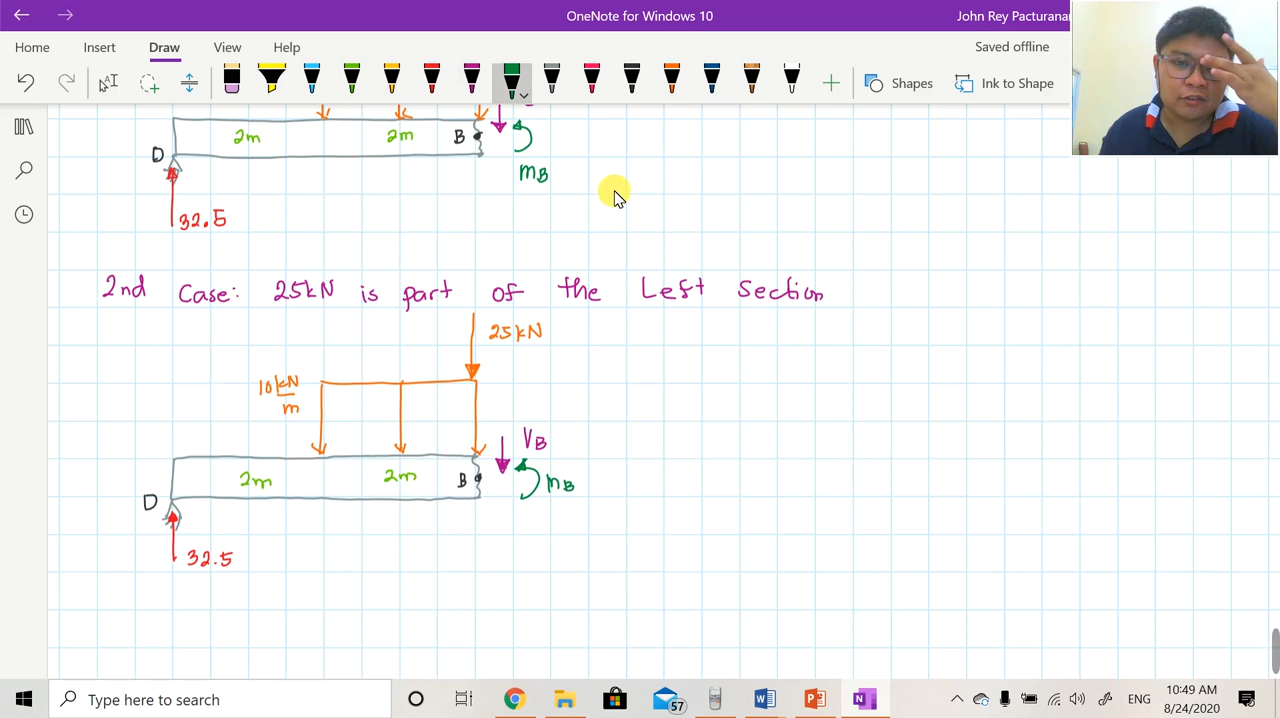 OneNote for Windows 10
John Rey Pacturanan
Home Insert Draw View Help
Saved offline
Shapes Ink to Shape
2m 2m B
D
mB
32.5
2nd Case: 25kN is part of the Left Section
25kN
10kN
m
VB
2m 2m B
mB
D
32.5
Type here to search
57
ENG
10:49 AM
8/24/2020